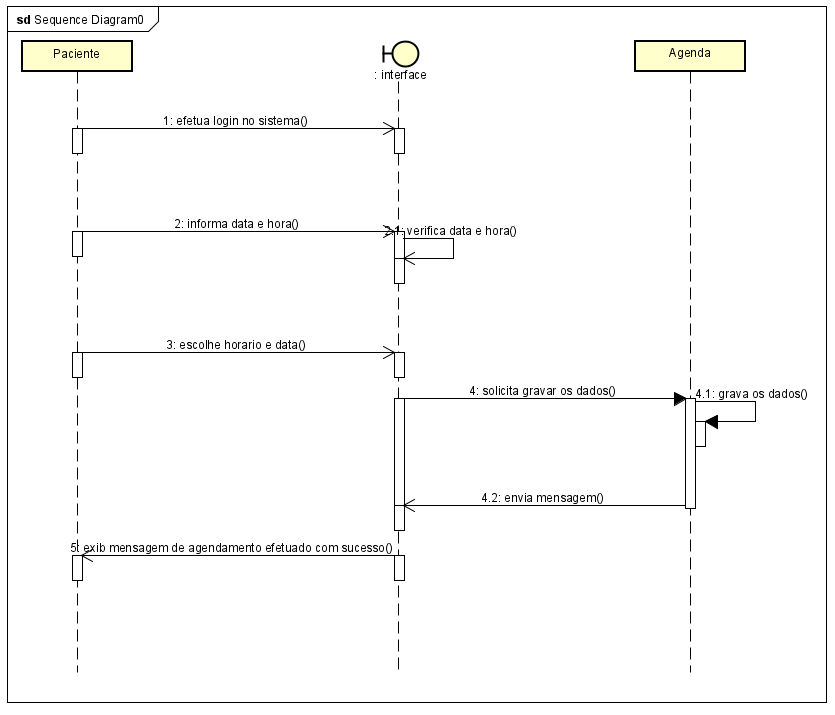 sd Sequence Diagram0
Paciente
: interface
Agenda
1: efetua login no sistema()
2: informa data e hora()
2.1: verifica data e hora()
3: escolhe horario e data()
4: solicita gravar os dados()
4.1: grava os dados()
4.2: envia mensagem()
5: exib mensagem de agendamento efetuado com sucesso()